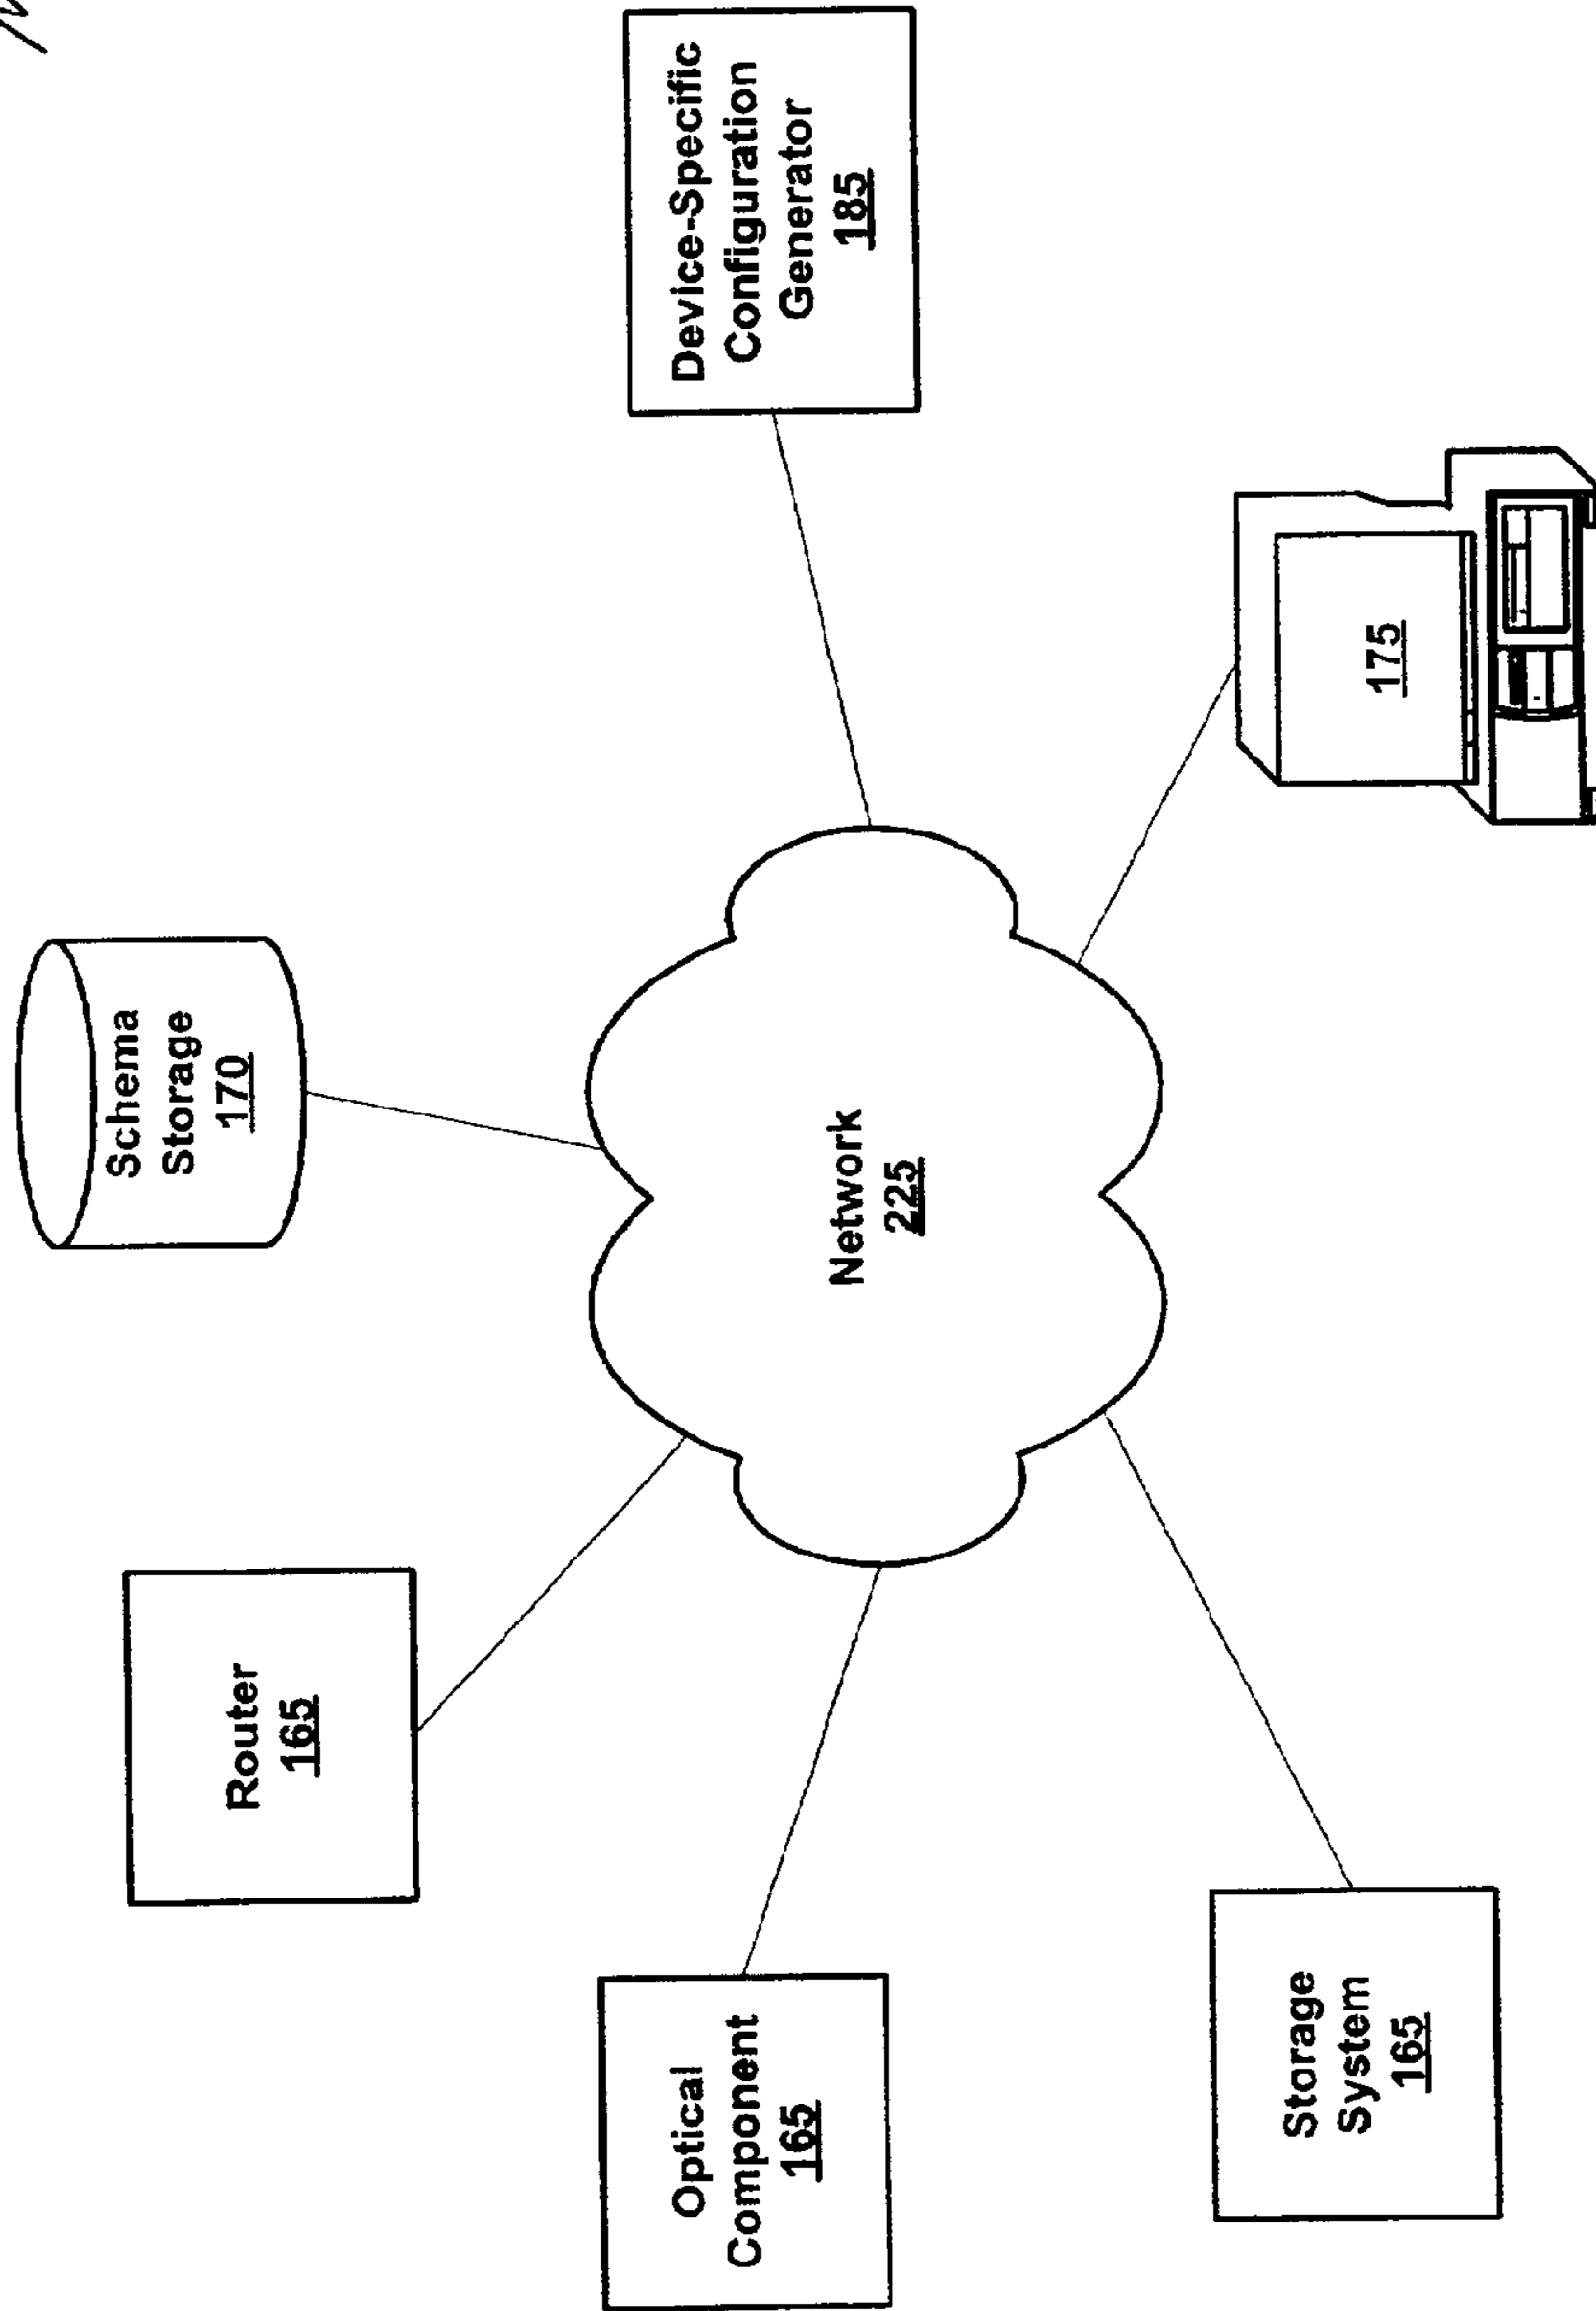 Router
165
Schema
Storage
170
Optical
Component
165
Network
225
Device-Specific
Configuration
Generator
185
Storage
System
165
175